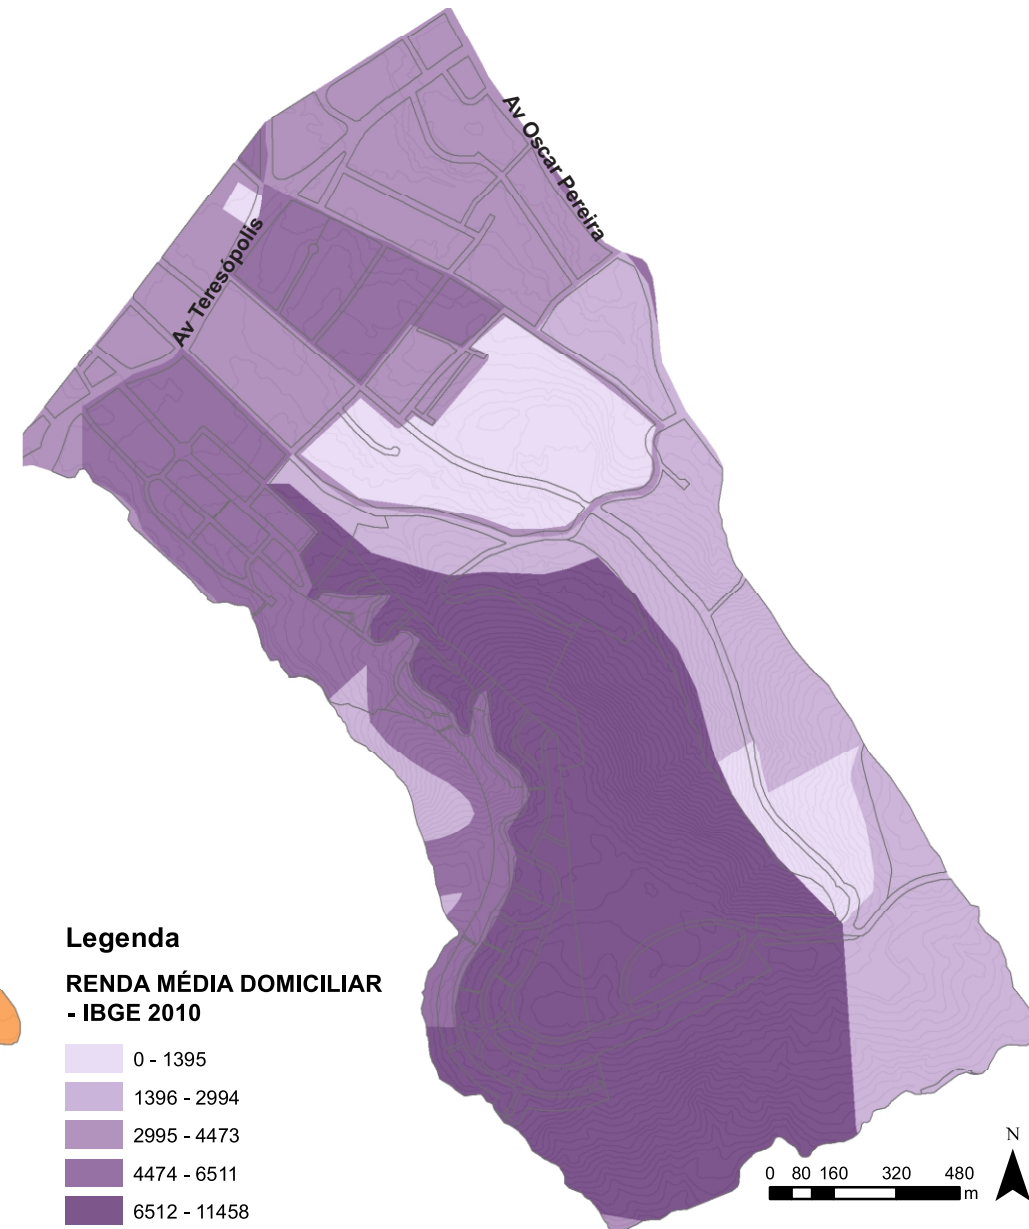 Av Oscar Pereira
Av Teresópolis
Legenda
RENDA MÉDIA DOMICILIAR
- IBGE 2010
0 - 1395
1396 - 2994
2995 - 4473
4474 - 6511
6512 - 11458
N
0 80 160 320 480
m